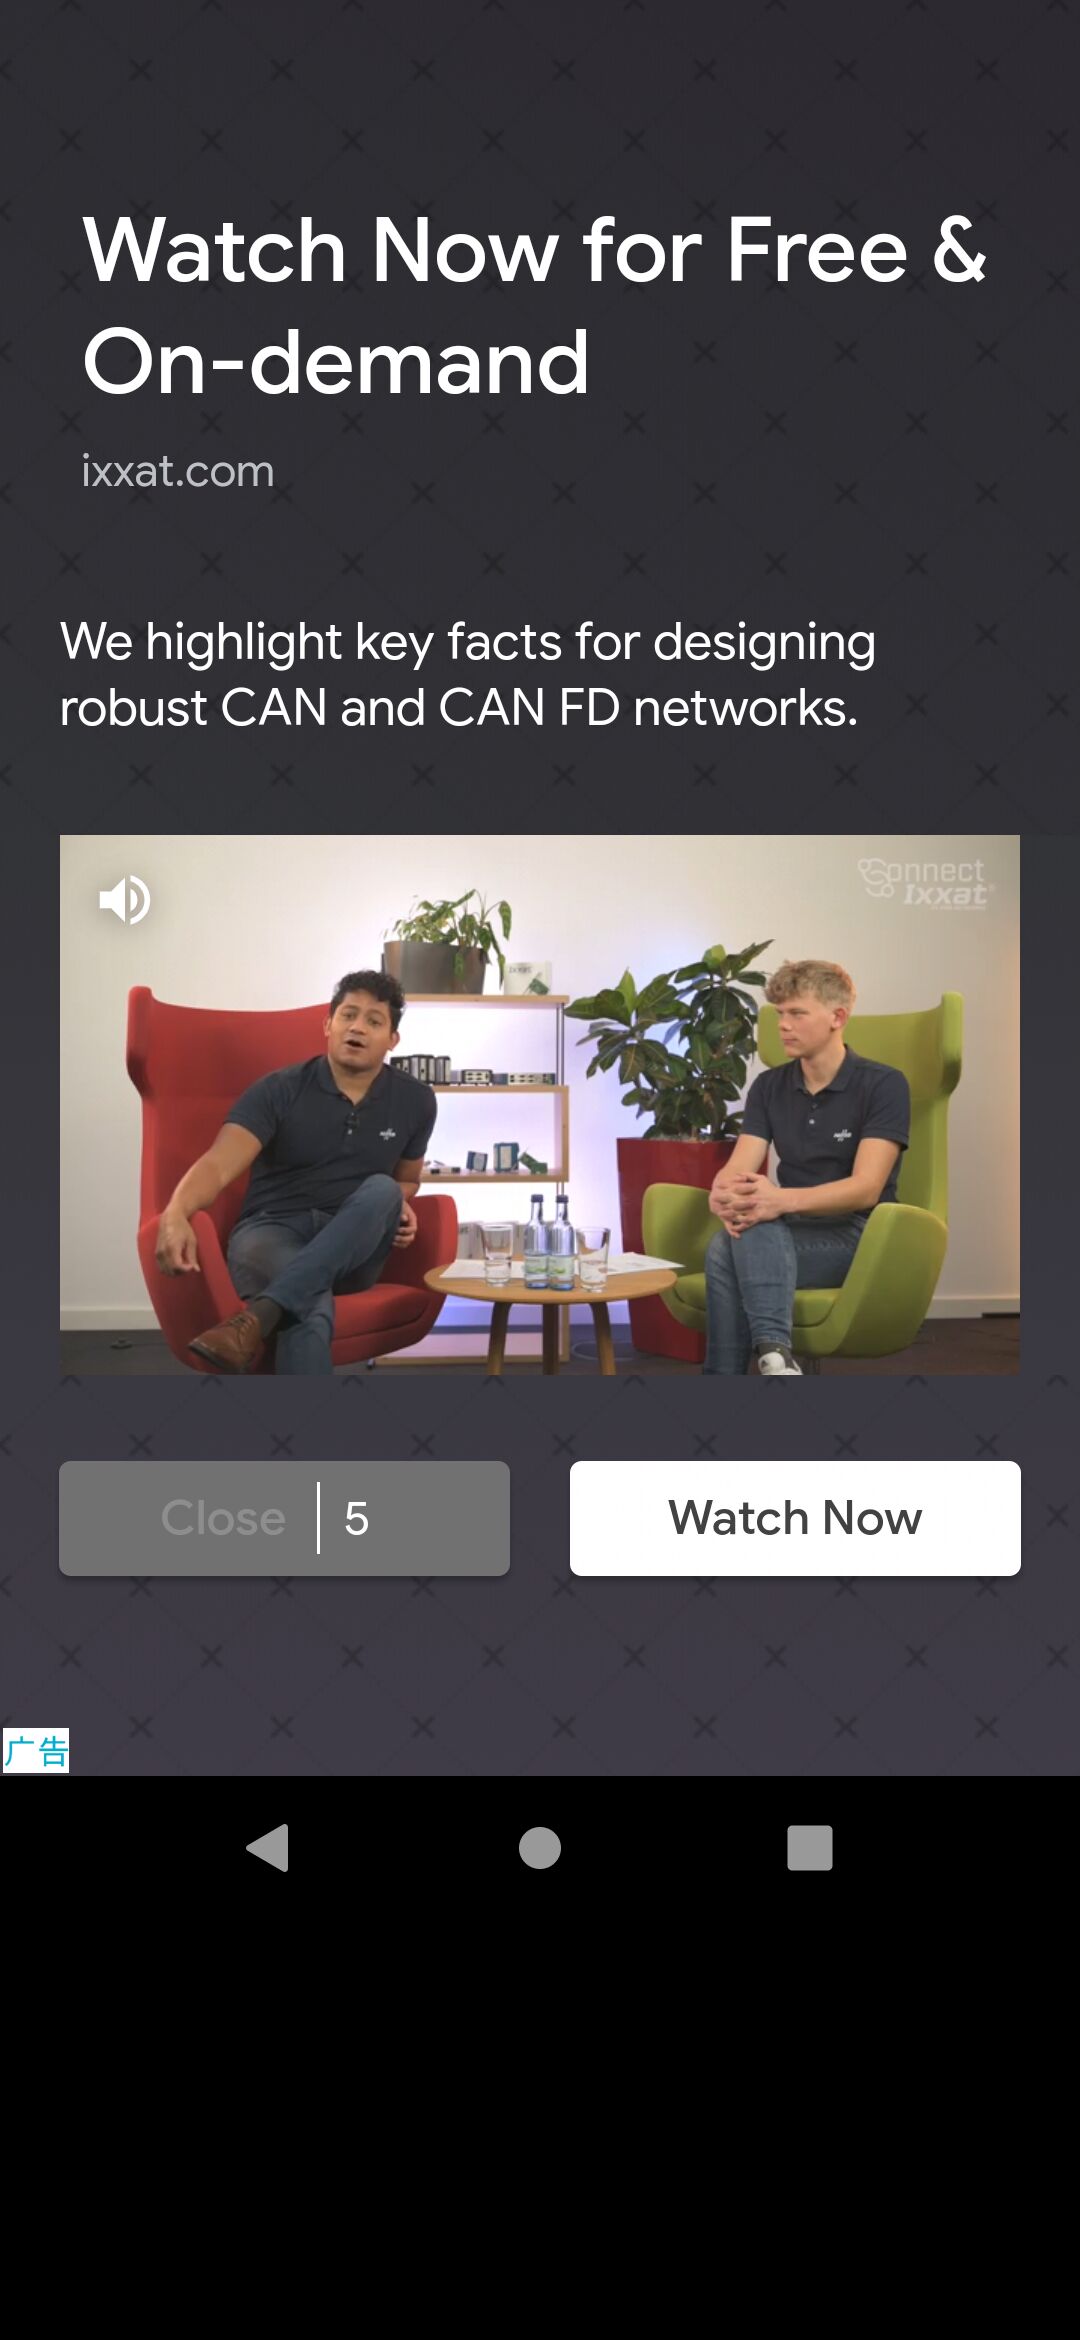 Watch Now for Free &
On-demand
ixxat.com
We highlight key facts for designing
robust CAN and CAN FD networks.
Connect
Ixxat
Close | 5
Watch Now
广告